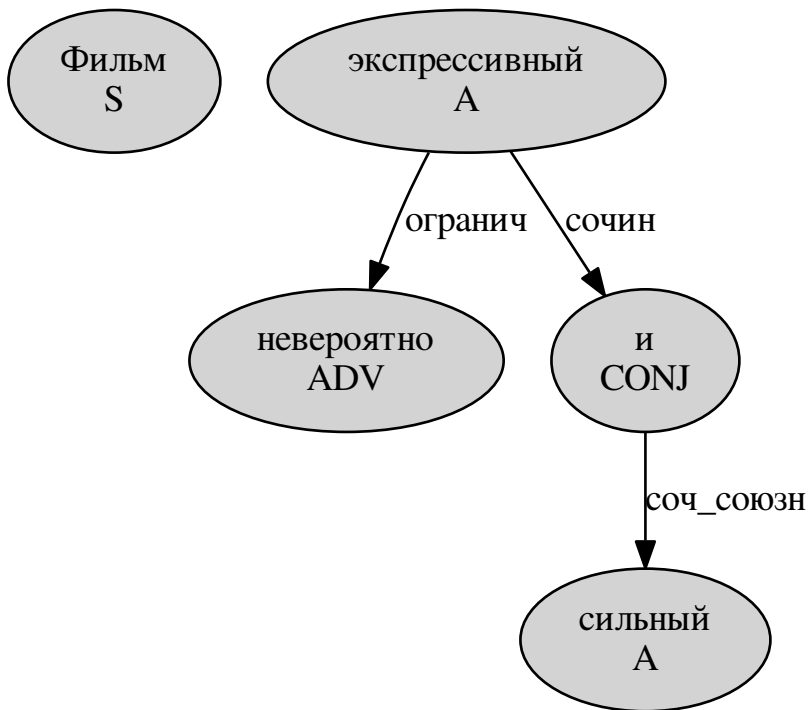 Фильм
S
экспрессивный
A
огранич
сочин
невероятно
ADV
и
CONJ
соч_союзн
сильный
A